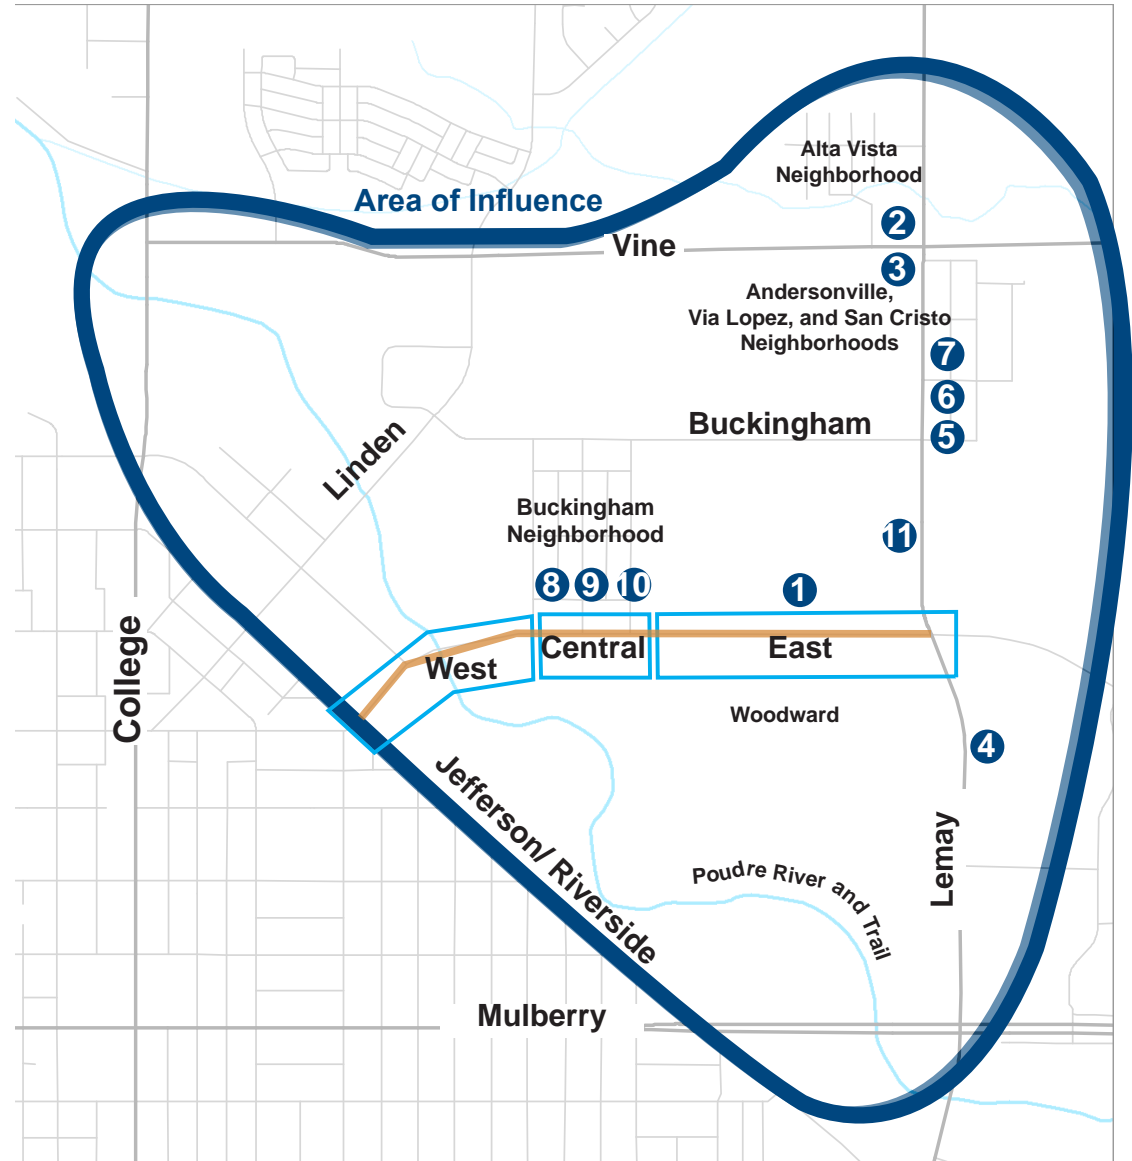 Alta Vista
Neighborhood
Area of Influence
2
Vine
3
Andersonville,
Via Lopez, and San Cristo
Neighborhoods
7
6
Buckingham
5
Linden
Buckingham
Neighborhood
11
8
9
10
1
College
West
Central
East
Woodward
4
Jefferson/ Riverside
Lemay
Poudre River and Trail
Mulberry